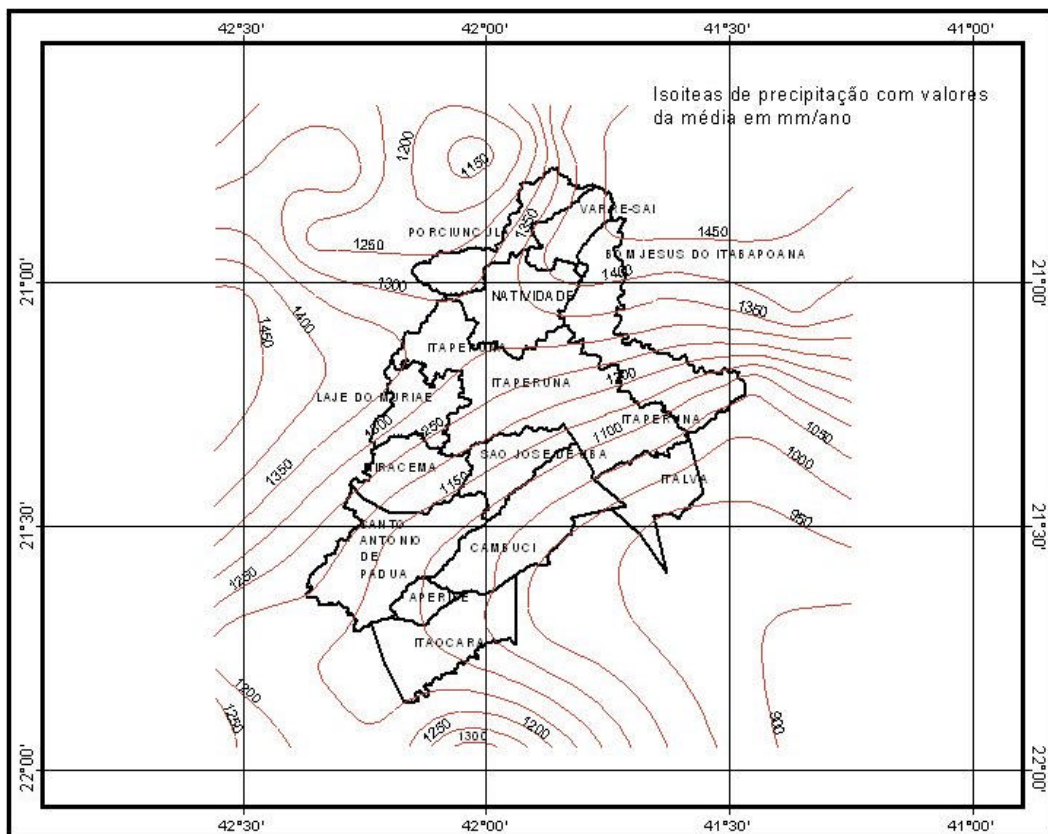 42°30' 42°00' 41°30' 41°00'
Isoiteas de precipitação com valores
da média em mm/ano
1200
1150
1350
VARRE-SAI
PORCIUNCULA
1450
1250
BOM JESUS DO ITABAPOANA
1400
21°00' 21°00'
1300
NATIVIDADE
1350
1400
1450
ITAPERUNA
1200
ITAPERUNA
LAJE DO MURIAE
1300
1250
ITAPERUNA
1100
1050
SAO JOSE DE UBA
1000
1350
MIRACEMA
1150
ITALVA
950
21°30' 21°30'
SANTO
ANTONIO
DE
PADUA
CAMBUCI
1250
APERIBE
ITAOCARA
1200
1250
1250
1200
1300
900
22°00' 22°00'
42°30' 42°00' 41°30' 41°00'